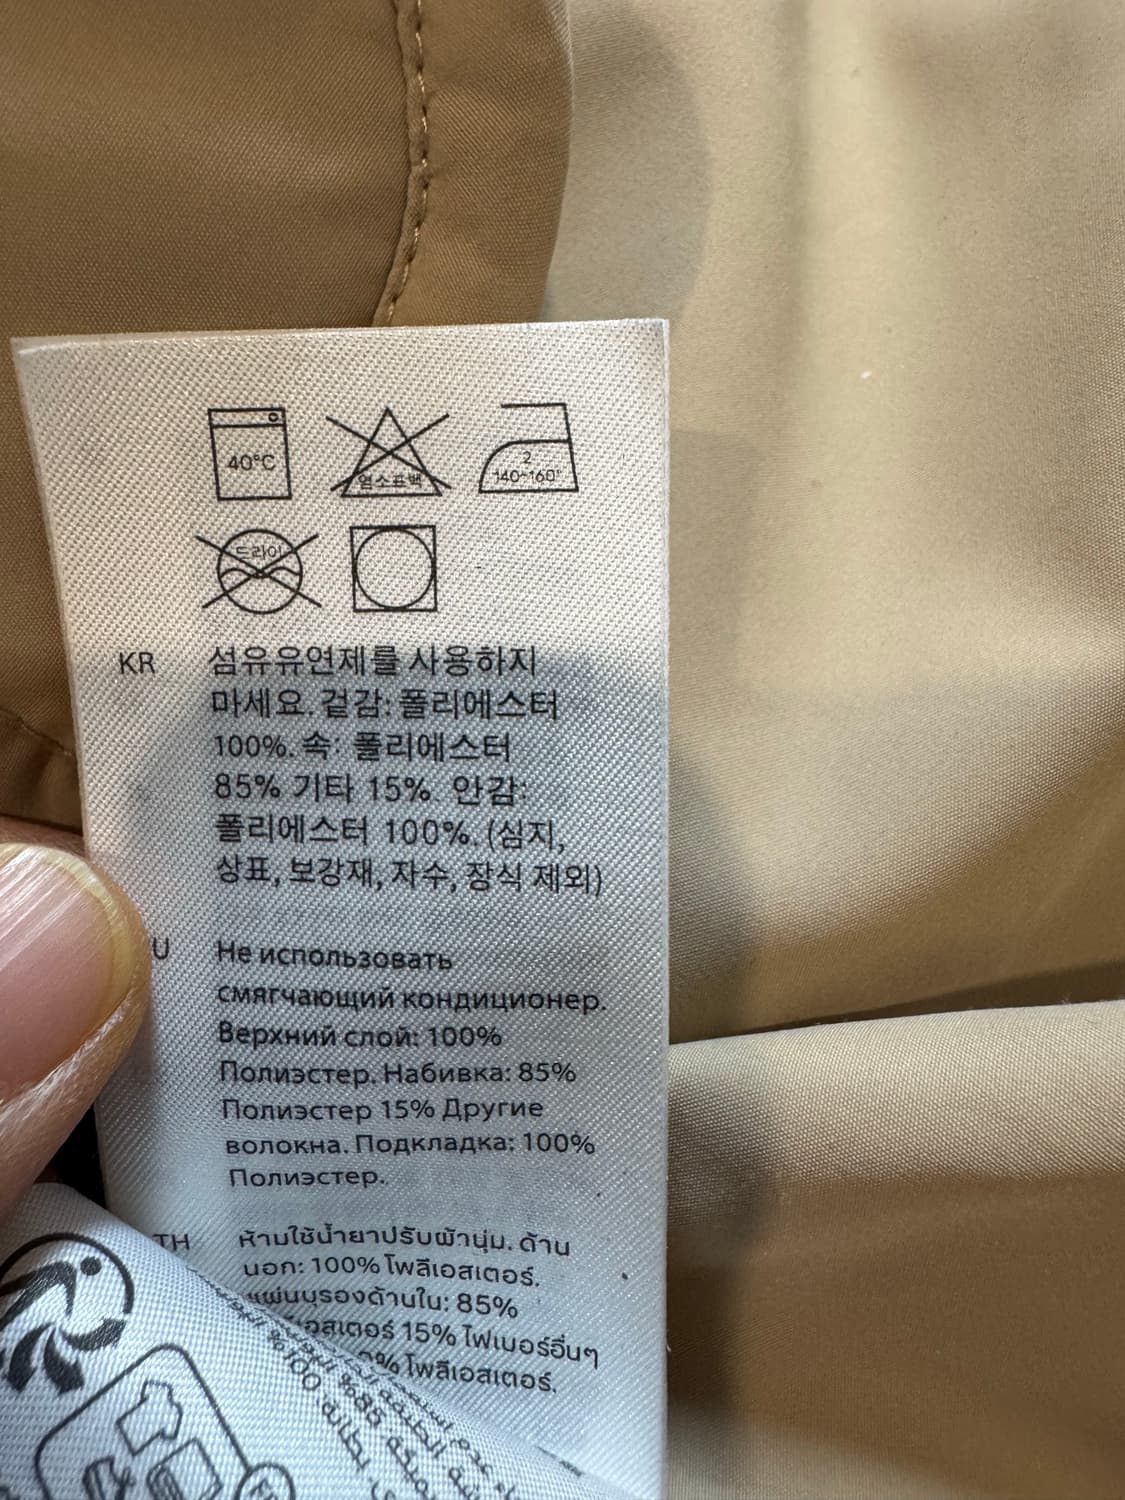 40°C
염소표백
2
140~160°
드라이
KR
섬유유연제를 사용하지
마세요. 겉감: 폴리에스터
100%. 속: 폴리에스터
85% 기타 15%. 안감:
폴리에스터 100%. (심지,
상표, 보강재, 자수, 장식 제외)
U
Не использовать
смягчающий кондиционер.
Верхний слой: 100%
Полиэстер. Набивка: 85%
Полиэстер 15% Другие
волокна. Подкладка: 100%
Полиэстер.
TH
ห้ามใช้น้ำยาปรับผ้านุ่ม. ด้าน
นอก: 100% โพลีเอสเตอร์.
แผ่นบุรองด้านใน: 85%
15% ไฟเบอร์อื่นๆ
โพลีเอสเตอร์.